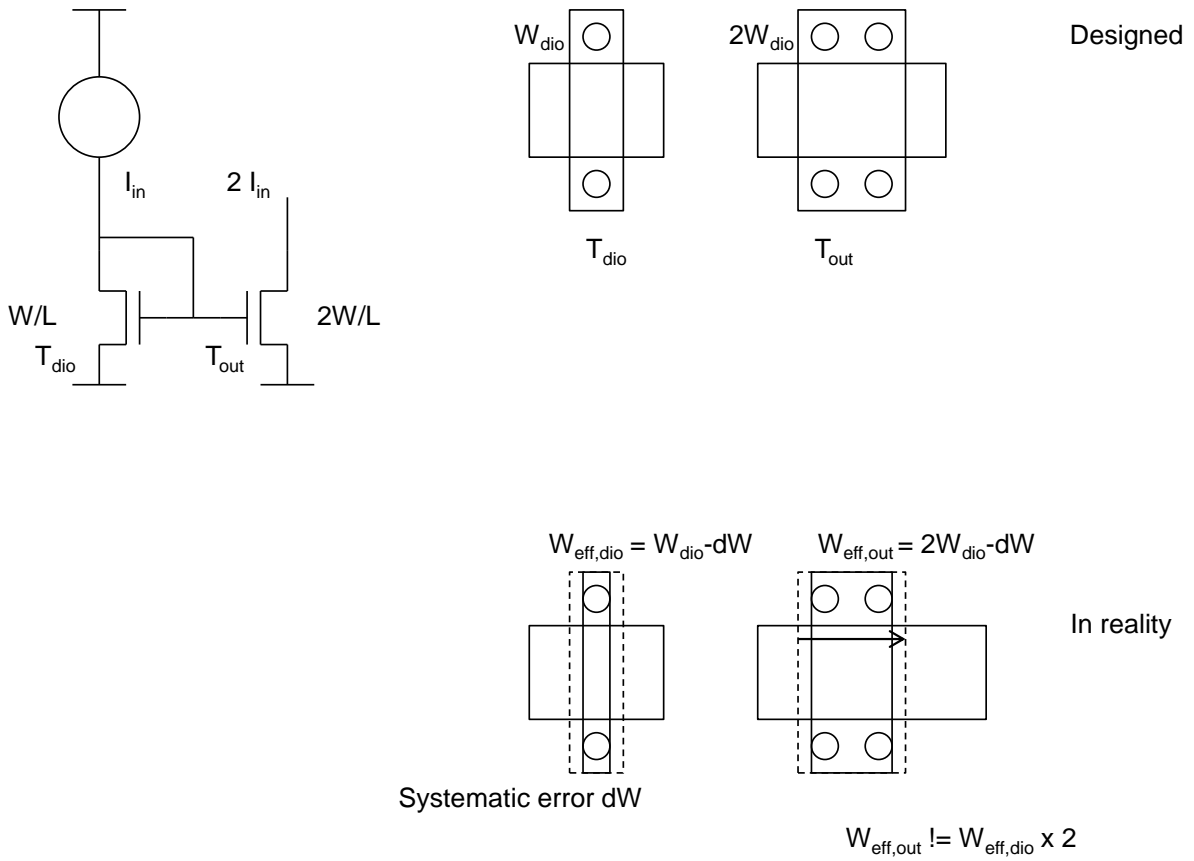 W_dio 2W_dio Designed
I_in 2 I_in
T_dio T_out
W/L 2W/L
T_dio T_out
W_eff,dio = W_dio-dW W_eff,out = 2W_dio-dW
In reality
Systematic error dW
W_eff,out != W_eff,dio x 2